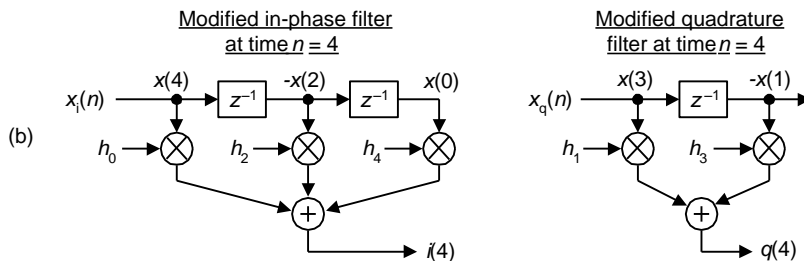 Modified in-phase filter
at time n = 4
Modified quadrature
filter at time n = 4
x(4)
-x(2)
x(0)
x(3)
-x(1)
xᵢ(n)
z⁻¹
z⁻¹
x_q(n)
z⁻¹
(b)
h₀
h₂
h₄
h₁
h₃
+
+
i(4)
q(4)